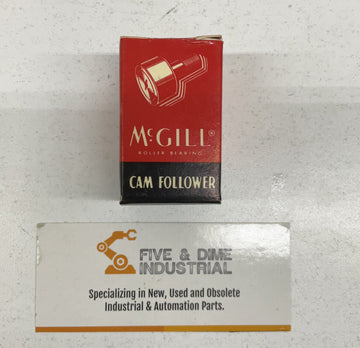 McGILL®
ROLLER BEARING
CAM FOLLOWER
FIVE & DIME
INDUSTRIAL
Specializing in New, Used and Obsolete
Industrial & Automation Parts.